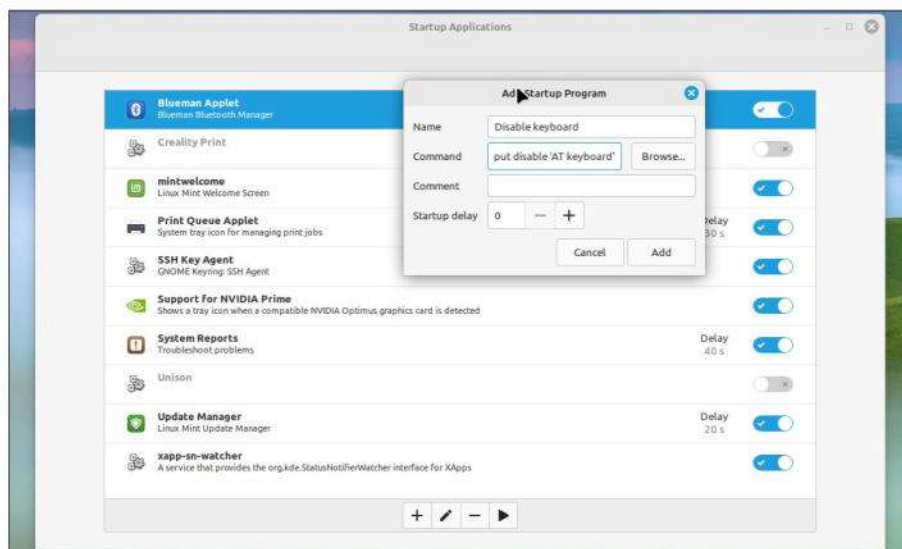 Startup Applications
Add Startup Program
Name
Disable keyboard
Command
put disable 'AT keyboard'
Browse...
Comment
Startup delay
0
Cancel
Add
Blueman Applet
Blueman Bluetooth Manager
Creality Print
mintwelcome
Linux Mint Welcome Screen
Print Queue Applet
System tray icon for managing print jobs
Delay
30 s
SSH Key Agent
GNOME Keyring: SSH Agent
Support for NVIDIA Prime
Shows a tray icon when a compatible NVIDIA Optimus graphics card is detected
System Reports
Troubleshoot problems
Delay
40 s
Unison
Update Manager
Linux Mint Update Manager
Delay
20 s
xapp-sn-watcher
A service that provides the org.kde.StatusNotifierWatcher interface for XApps